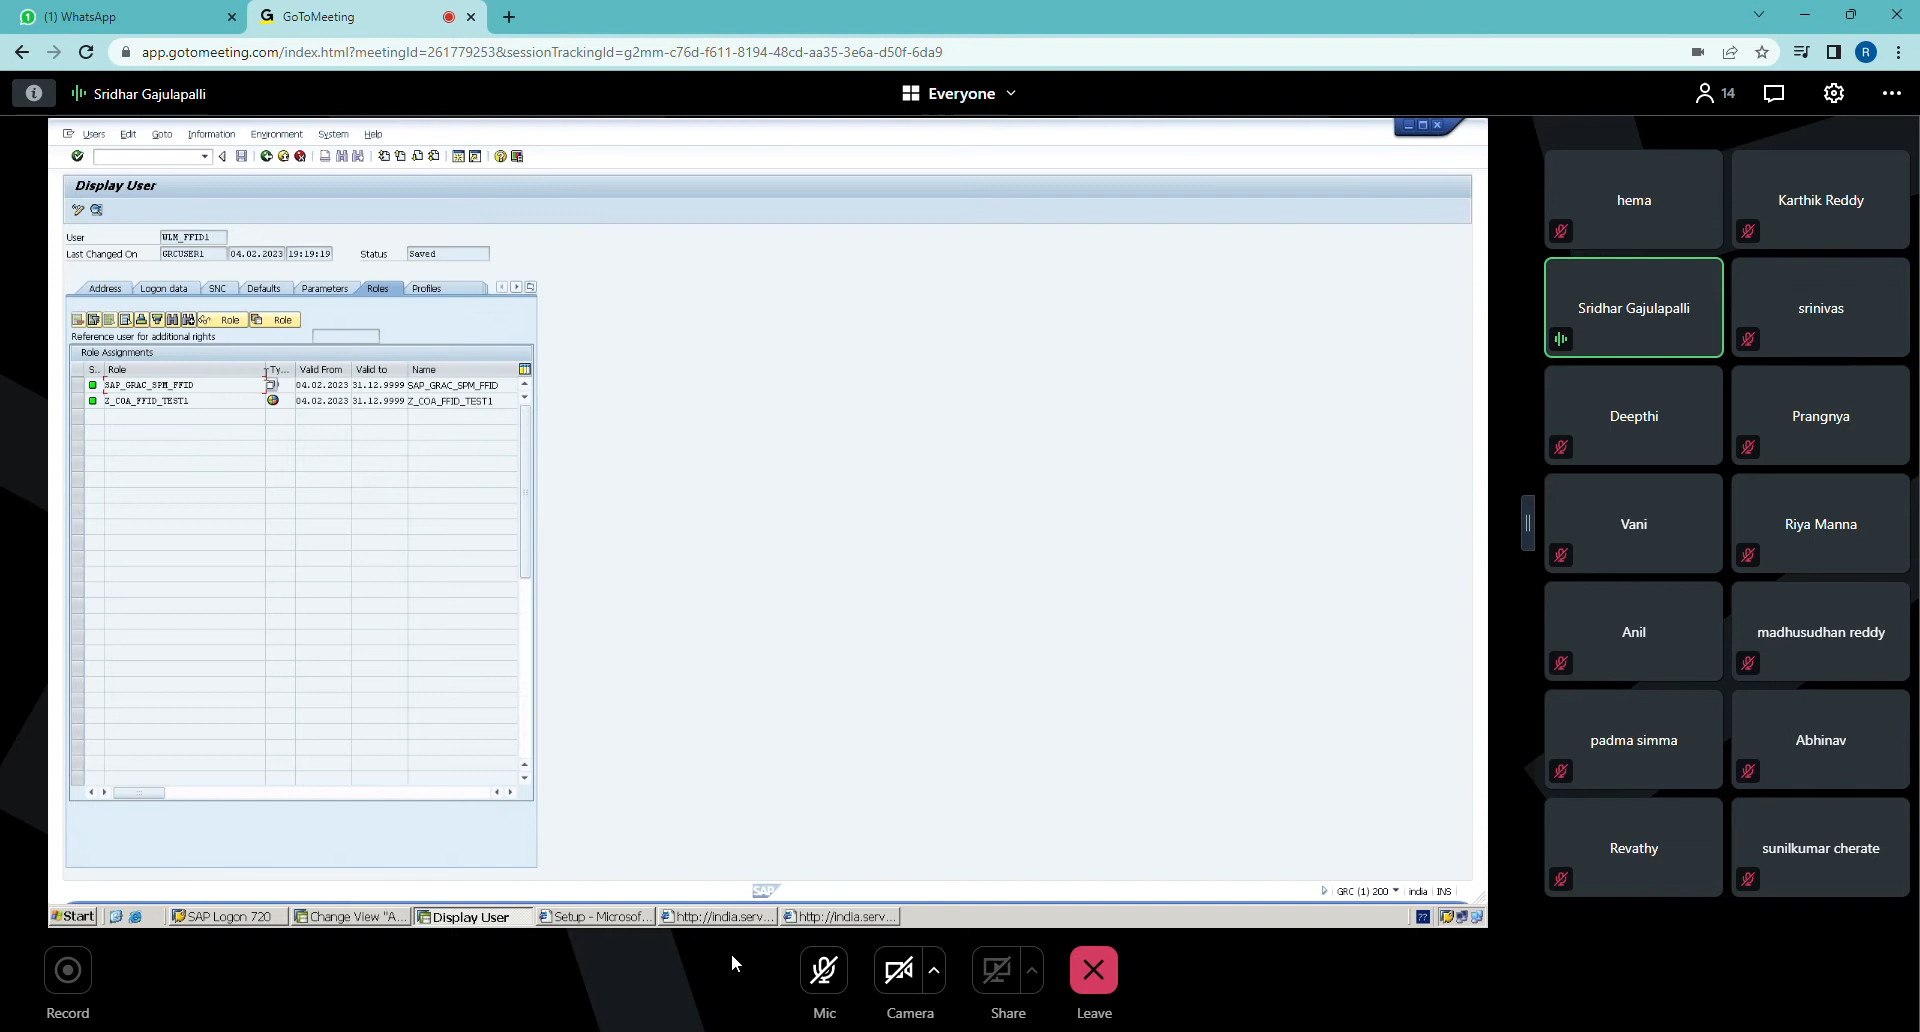 (1) WhatsApp
GoToMeeting
app.gotomeeting.com/index.html?meetingId=261779253&sessionTrackingId=g2mm-c76d-f611-8194-48cd-aa35-3e6a-d50f-6da9
R
Sridhar Gajulapalli
Everyone
14
Users Edit Goto Information Environment System Help
Display User
User ULM_FFID1
Last Changed On GRCUSER1 04.02.2023 19:19:19 Status Saved
Address Logon data SNC Defaults Parameters Roles Profiles
Role Role
Reference user for additional rights
Role Assignments
S.. Role Ty... Valid From Valid to Name
SAP_GRAC_SPM_FFID 04.02.2023 31.12.9999 SAP_GRAC_SPM_FFID
Z_COA_FFID_TEST1 04.02.2023 31.12.9999 Z_COA_FFID_TEST1
SAP
GRC (1) 200 india INS
Start SAP Logon 720 Change View "A... Display User Setup - Microsof... http://india.serv... http://india.serv...
hema
Karthik Reddy
Sridhar Gajulapalli
srinivas
Deepthi
Prangnya
Vani
Riya Manna
Anil
madhusudhan reddy
padma simma
Abhinav
Revathy
sunilkumar cherate
Record
Mic
Camera
Share
Leave